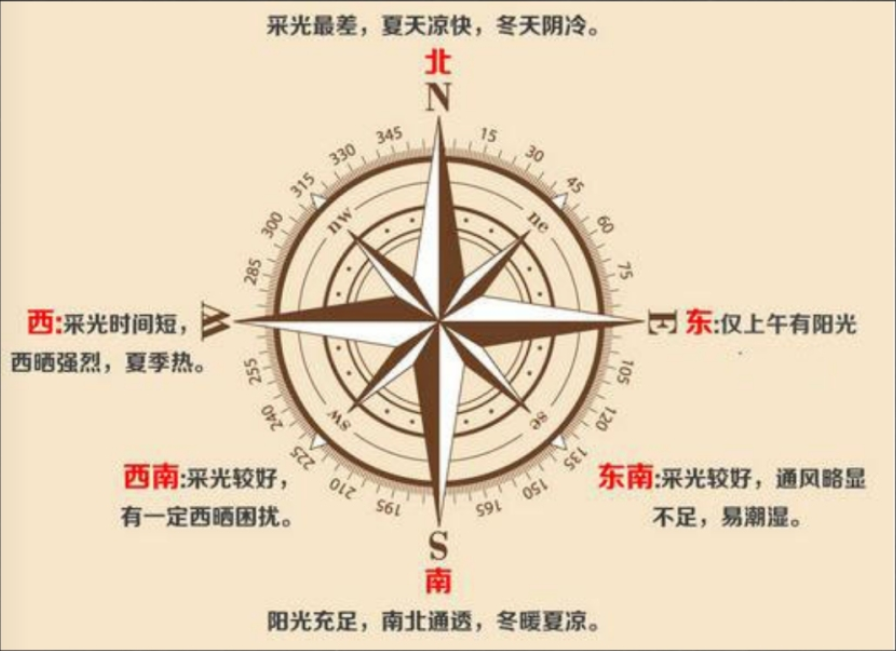 采光最差，夏天凉快，冬天阴冷。
北
N
345 15
330 30
315 45
nw ne
300 60
285 75
西:采光时间短，
W
E
东:仅上午有阳光
西晒强烈，夏季热。
255 105
240 120
sw se
225 135
210 150
195 165
西南:采光较好，
有一定西晒困扰。
东南:采光较好，通风略显
不足，易潮湿。
S
南
阳光充足，南北通透，冬暖夏凉。